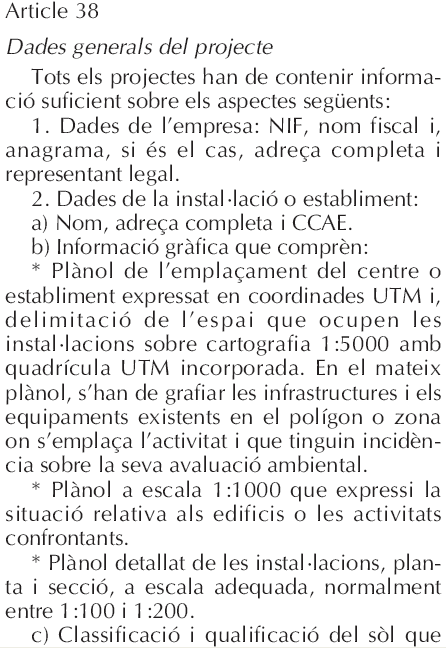 Article 38
Dades generals del projecte
Tots els projectes han de contenir informa-
ció suficient sobre els aspectes següents:
1. Dades de l'empresa: NIF, nom fiscal i,
anagrama, si és el cas, adreça completa i
representant legal.
2. Dades de la instal·lació o establiment:
a) Nom, adreça completa i CCAE.
b) Informació gràfica que comprèn:
* Plànol de l'emplaçament del centre o
establiment expressat en coordinades UTM i,
delimitació de l'espai que ocupen les
instal·lacions sobre cartografia 1:5000 amb
quadrícula UTM incorporada. En el mateix
plànol, s'han de grafiar les infrastructures i els
equipaments existents en el polígon o zona
on s'emplaça l'activitat i que tinguin incidèn-
cia sobre la seva avaluació ambiental.
* Plànol a escala 1:1000 que expressi la
situació relativa als edificis o les activitats
confrontants.
* Plànol detallat de les instal·lacions, plan-
ta i secció, a escala adequada, normalment
entre 1:100 i 1:200.
c) Classificació i qualificació del sòl que